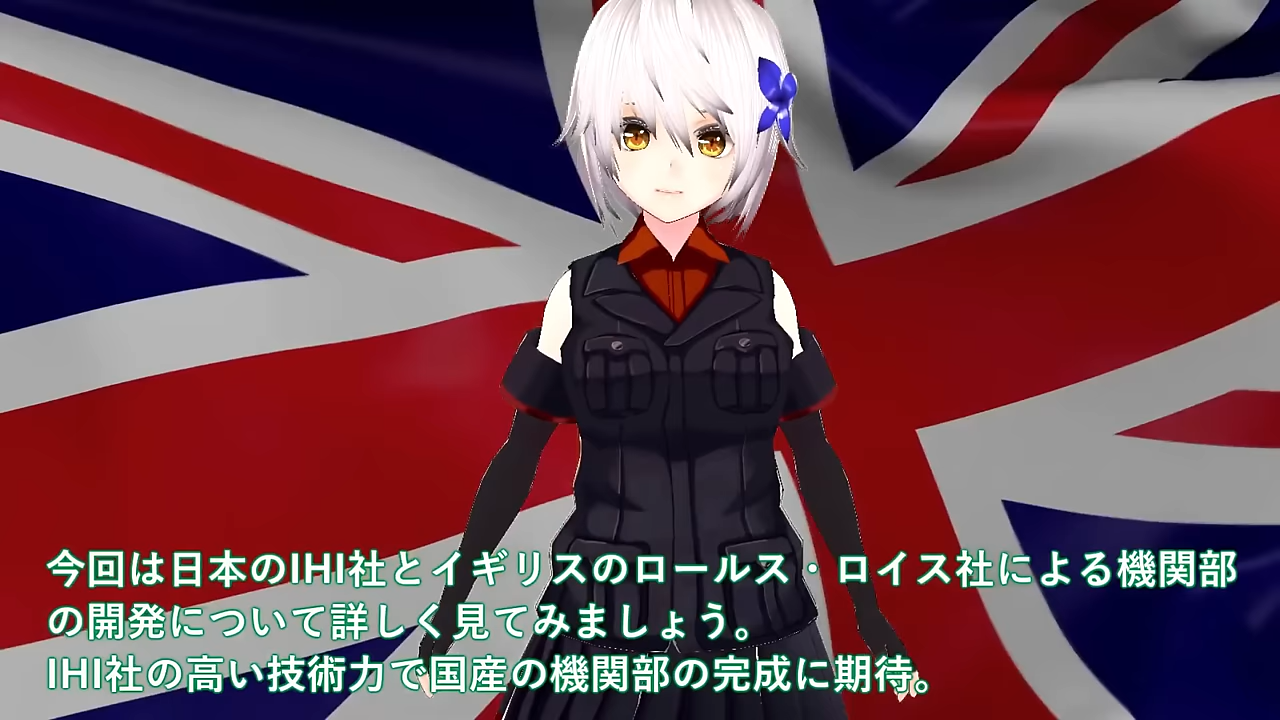 今回は日本のIHI社とイギリスのロールス・ロイス社による機関部
の開発について詳しく見てみましょう。
IHI社の高い技術力で国産の機関部の完成に期待。